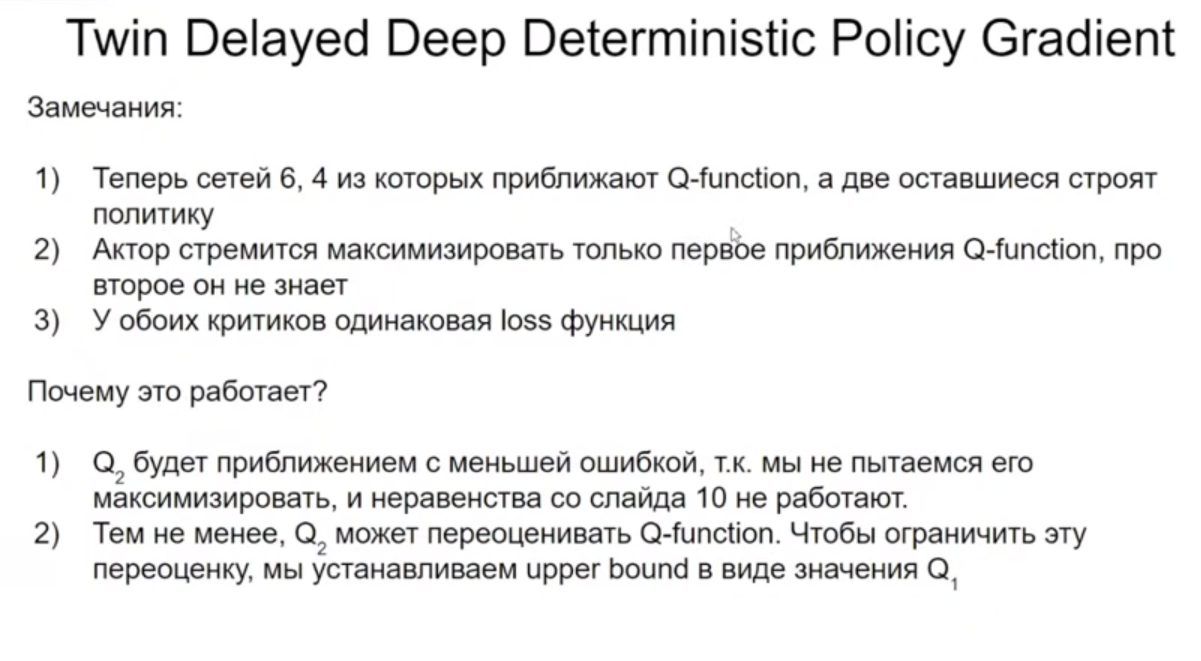 Twin Delayed Deep Deterministic Policy Gradient
Замечания:
1) Теперь сетей 6, 4 из которых приближают Q-function, а две оставшиеся строят
политику
2) Актор стремится максимизировать только первое приближения Q-function, про
второе он не знает
3) У обоих критиков одинаковая loss функция
Почему это работает?
1) Q₂ будет приближением с меньшей ошибкой, т.к. мы не пытаемся его
максимизировать, и неравенства со слайда 10 не работают.
2) Тем не менее, Q₂ может переоценивать Q-function. Чтобы ограничить эту
переоценку, мы устанавливаем upper bound в виде значения Q₁